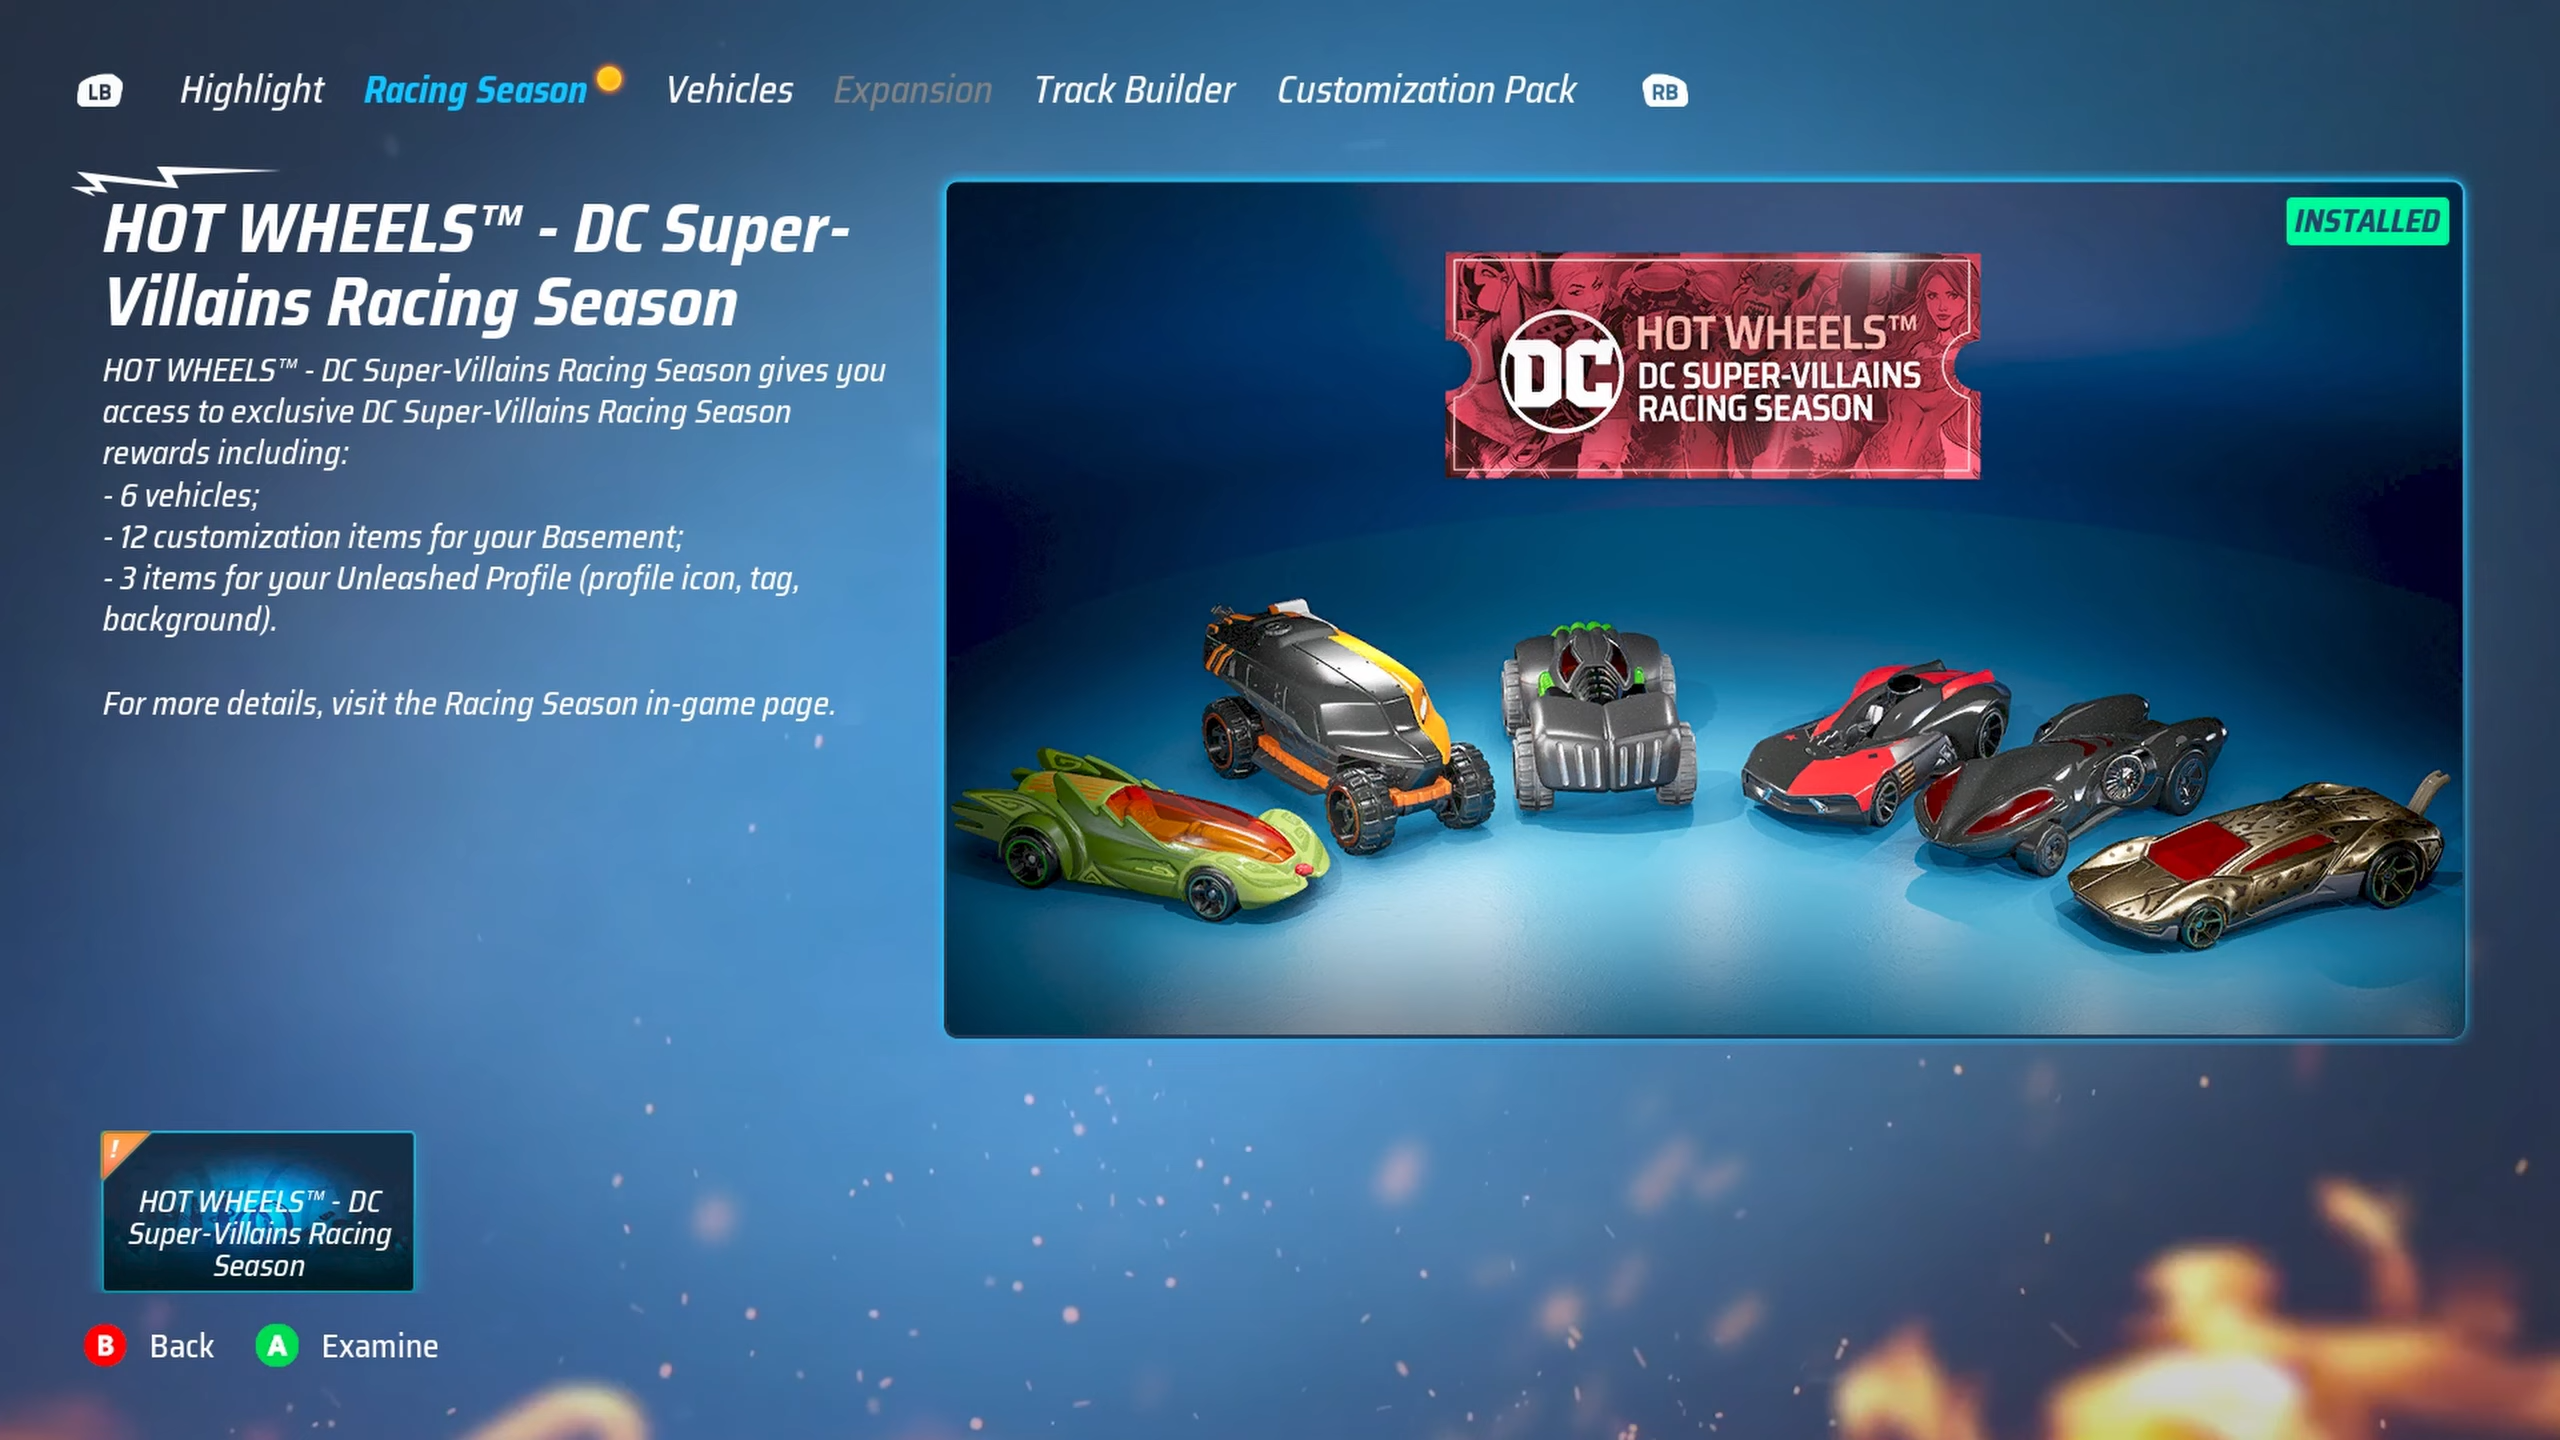 LB Highlight Racing Season Vehicles Expansion Track Builder Customization Pack RB
HOT WHEELS™ - DC Super-
Villains Racing Season
HOT WHEELS™ - DC Super-Villains Racing Season gives you
access to exclusive DC Super-Villains Racing Season
rewards including:
- 6 vehicles;
- 12 customization items for your Basement;
- 3 items for your Unleashed Profile (profile icon, tag,
background).
For more details, visit the Racing Season in-game page.
INSTALLED
DC
HOT WHEELS™
DC SUPER-VILLAINS
RACING SEASON
!
HOT WHEELS™ - DC
Super-Villains Racing
Season
B Back A Examine